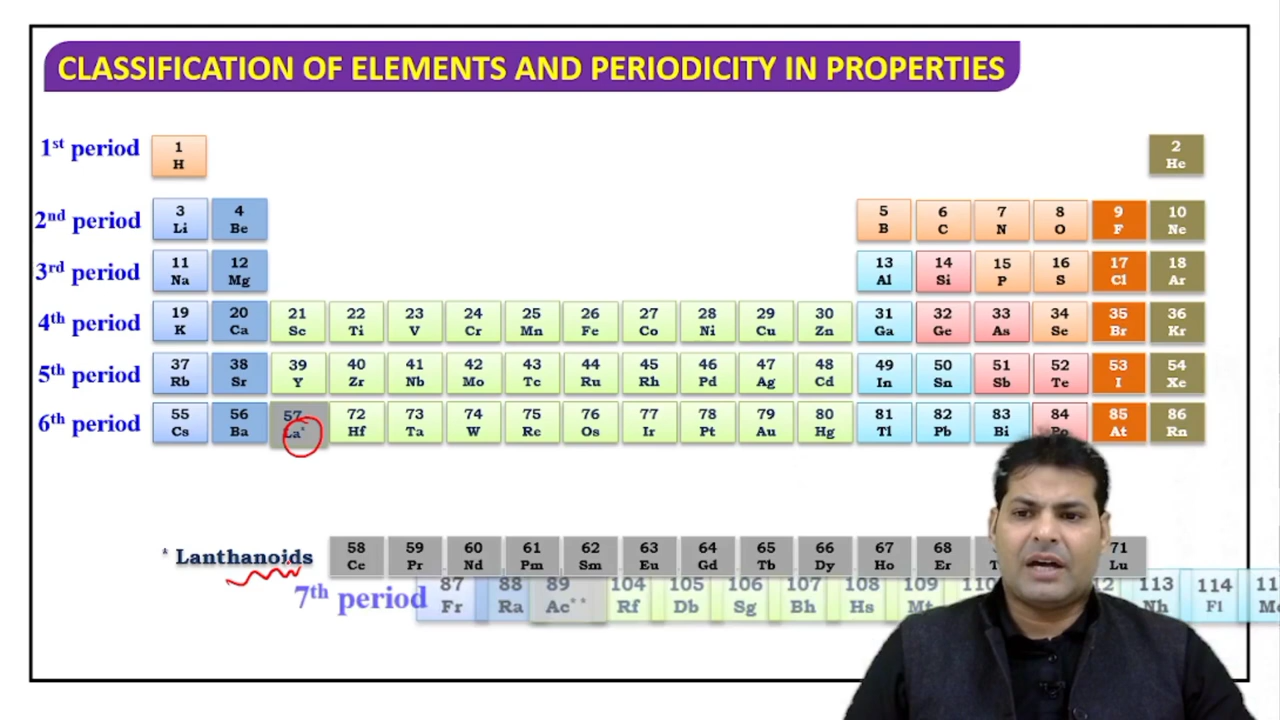 CLASSIFICATION OF ELEMENTS AND PERIODICITY IN PROPERTIES
1st period 1 H 2 He
2nd period 3 Li 4 Be 5 B 6 C 7 N 8 O 9 F 10 Ne
3rd period 11 Na 12 Mg 13 Al 14 Si 15 P 16 S 17 Cl 18 Ar
4th period 19 K 20 Ca 21 Sc 22 Ti 23 V 24 Cr 25 Mn 26 Fe 27 Co 28 Ni 29 Cu 30 Zn 31 Ga 32 Ge 33 As 34 Se 35 Br 36 Kr
5th period 37 Rb 38 Sr 39 Y 40 Zr 41 Nb 42 Mo 43 Tc 44 Ru 45 Rh 46 Pd 47 Ag 48 Cd 49 In 50 Sn 51 Sb 52 Te 53 I 54 Xe
6th period 55 Cs 56 Ba 57 La* 72 Hf 73 Ta 74 W 75 Re 76 Os 77 Ir 78 Pt 79 Au 80 Hg 81 Tl 82 Pb 83 Bi 84 Po 85 At 86 Rn
* Lanthanoids 58 Ce 59 Pr 60 Nd 61 Pm 62 Sm 63 Eu 64 Gd 65 Tb 66 Dy 67 Ho 68 Er 71 Lu
7th period 87 Fr 88 Ra 89 Ac** 104 Rf 105 Db 106 Sg 107 Bh 108 Hs 109 Mt 113 Nh 114 Fl